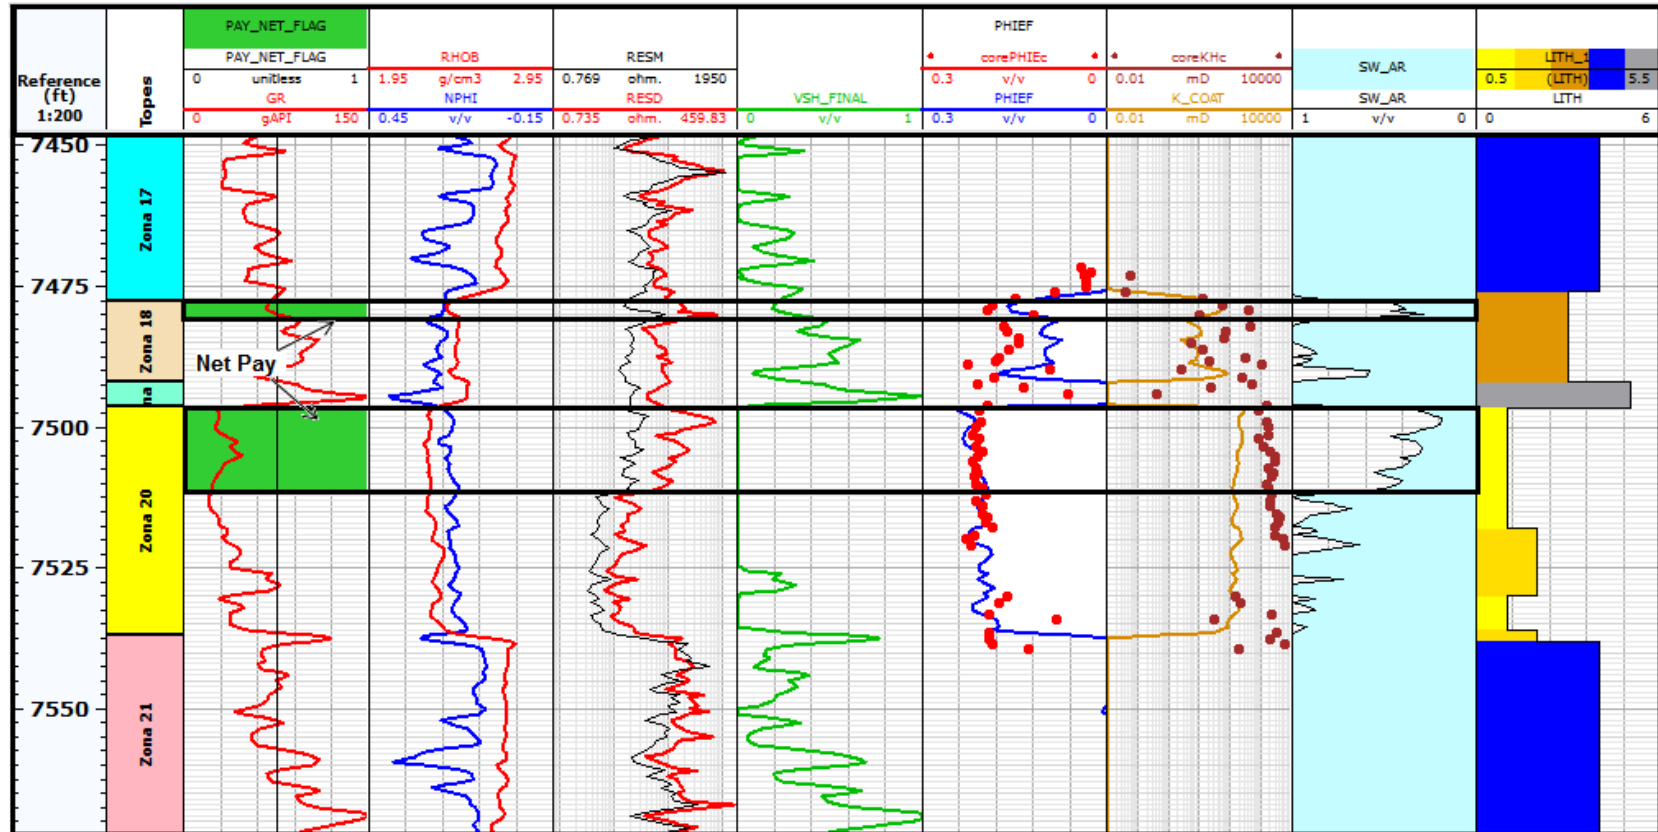 PAY_NET_FLAG
PHIEF
PAY_NET_FLAG RHOB RESM corePHIEc coreKHc SW_AR LITH_1
Reference (ft) 1:200
Topes
0 unitless 1 1.95 g/cm3 2.95 0.769 ohm. 1950 0.3 v/v 0 0.01 mD 10000 0.5 (LITH) 5.5
GR NPHI RESD VSH_FINAL PHIEF K_COAT SW_AR LITH
0 gAPI 150 0.45 v/v -0.15 0.735 ohm. 459.83 0 v/v 1 0.3 v/v 0 0.01 mD 10000 1 v/v 0 0 6
7450
Zona 17
7475
Zona 18
Net Pay
na
7500
Zona 20
7525
7550
Zona 21